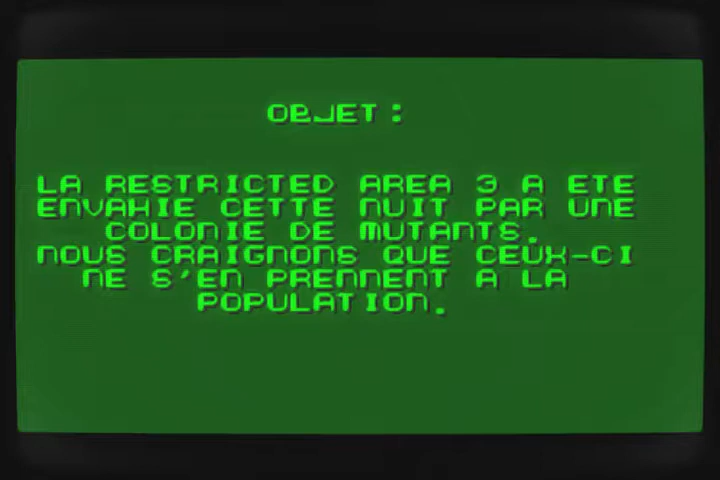 OBJET :
LA RESTRICTED AREA 3 A ETE
ENVAHIE CETTE NUIT PAR UNE
COLONIE DE MUTANTS.
NOUS CRAIGNONS QUE CEUX-CI
NE S'EN PRENNENT A LA
POPULATION.